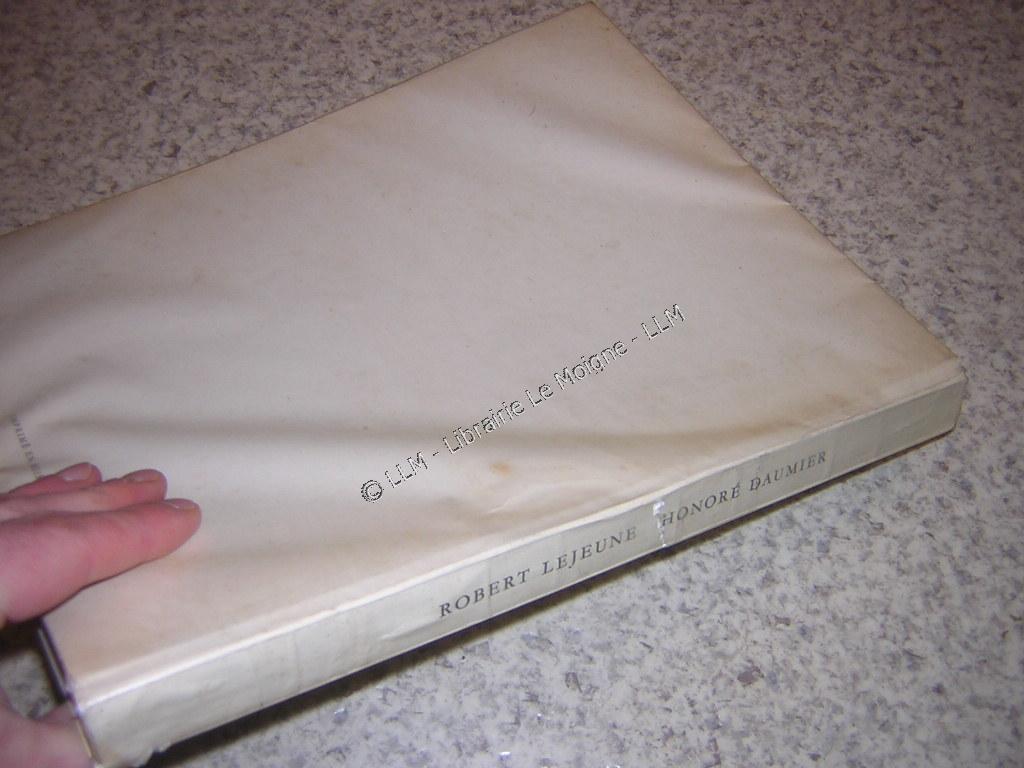 © LLM - Librairie Le Moigne - LLM
ROBERT LEJEUNE HONORÉ DAUMIER